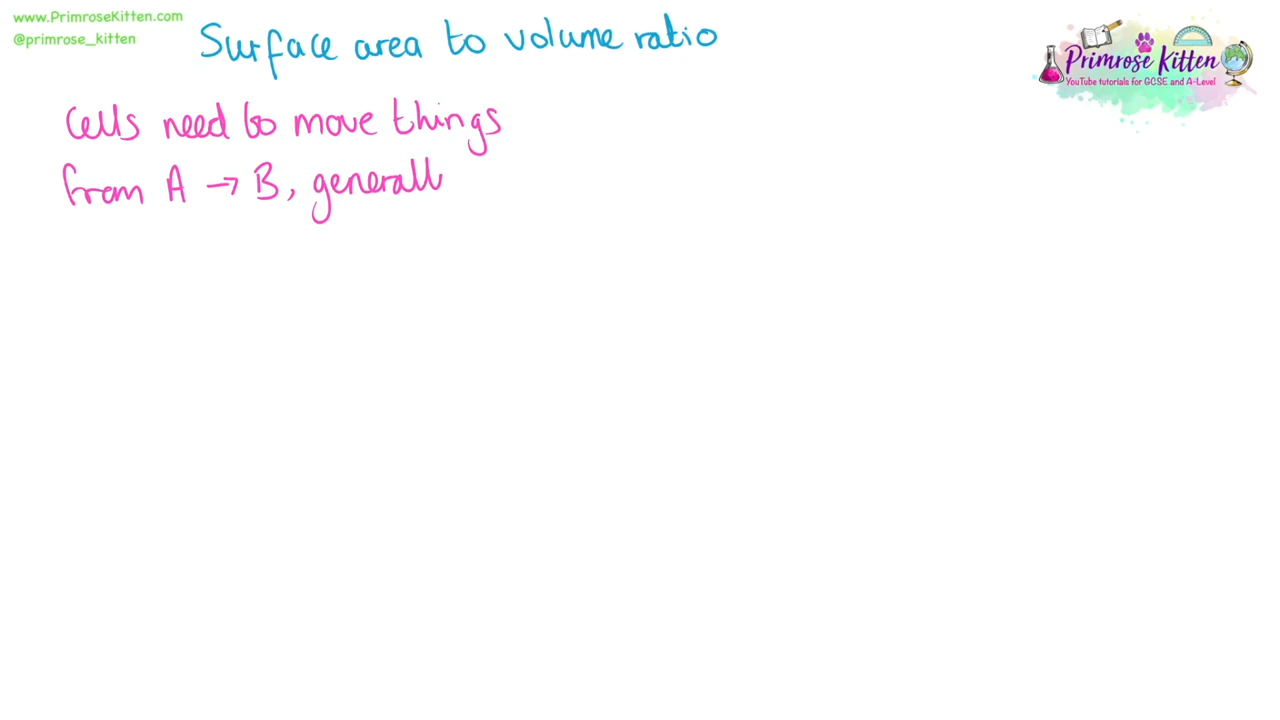 www.PrimroseKitten.com
@primrose_kitten
Surface area to volume ratio
Primrose Kitten
YouTube tutorials for GCSE and A-Level
Cells need to move things
from A → B, generall